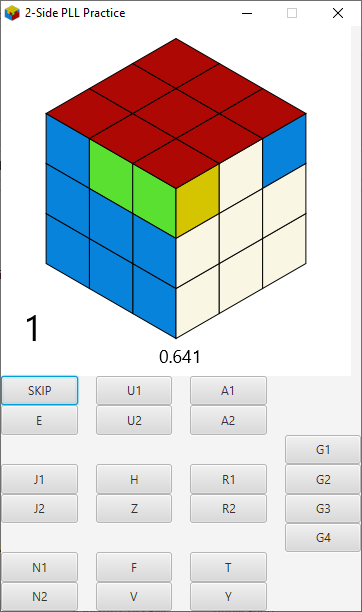 2-Side PLL Practice
1
0.641
SKIP U1 A1
E U2 A2
G1
J1 H R1 G2
J2 Z R2 G3
G4
N1 F T
N2 V Y